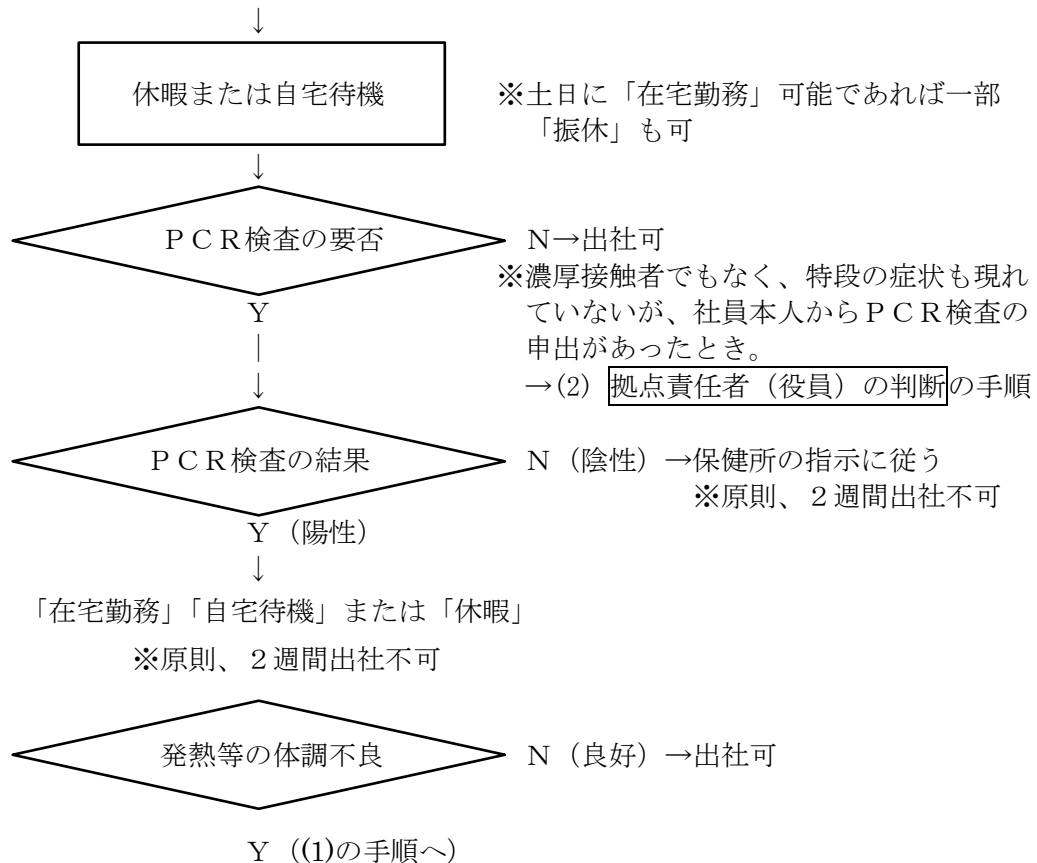 ↓
休暇または自宅待機
※土日に「在宅勤務」可能であれば一部
「振休」も可
↓
PCR検査の要否
N→出社可
※濃厚接触者でもなく、特段の症状も現れ
ていないが、社員本人からPCR検査の
申出があったとき。
→(2) 拠点責任者(役員)の判断の手順
Y
|
↓
PCR検査の結果
N(陰性)→保健所の指示に従う
※原則、2週間出社不可
Y(陽性)
↓
「在宅勤務」「自宅待機」または「休暇」
※原則、2週間出社不可
発熱等の体調不良
N(良好)→出社可
Y((1)の手順へ)